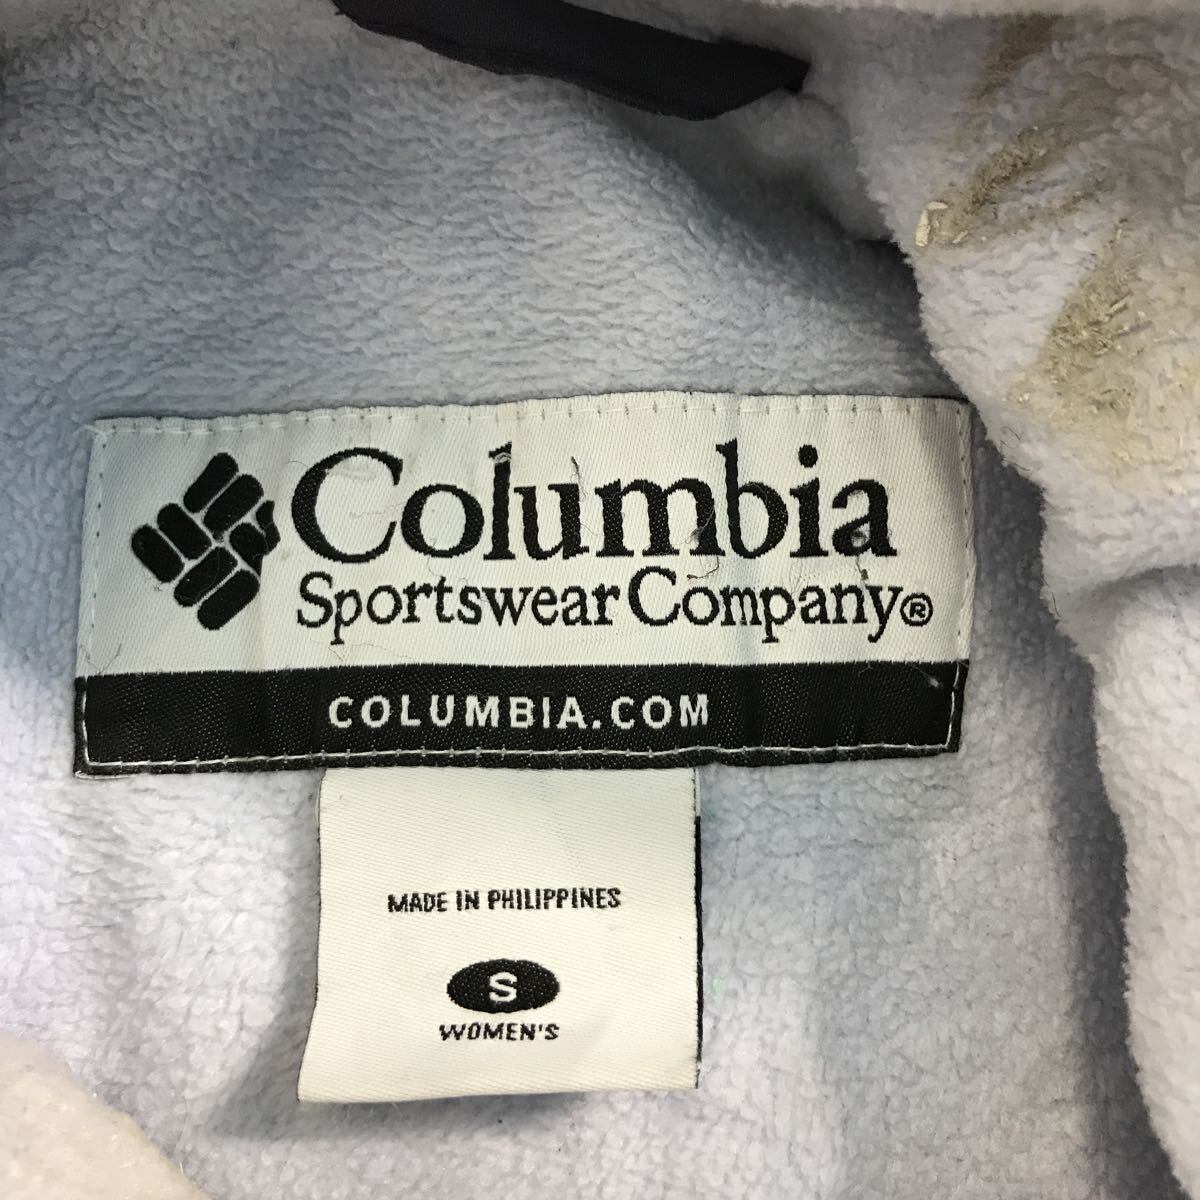 Columbia
Sportswear Company®
COLUMBIA.COM
MADE IN PHILIPPINES
S
WOMEN'S